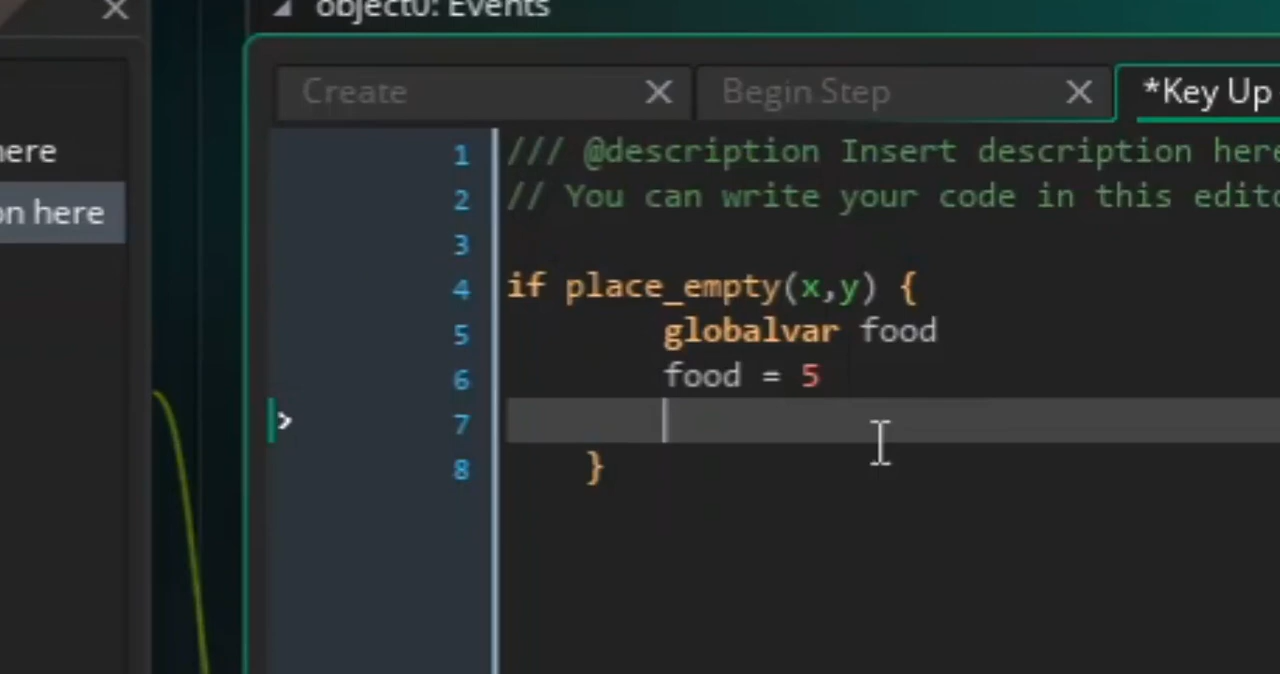 object0: Events
Create
Begin Step
*Key Up
here
on here
1 /// @description Insert description here
2 // You can write your code in this edito
3
4 if place_empty(x,y) {
5 globalvar food
6 food = 5
7
8 }